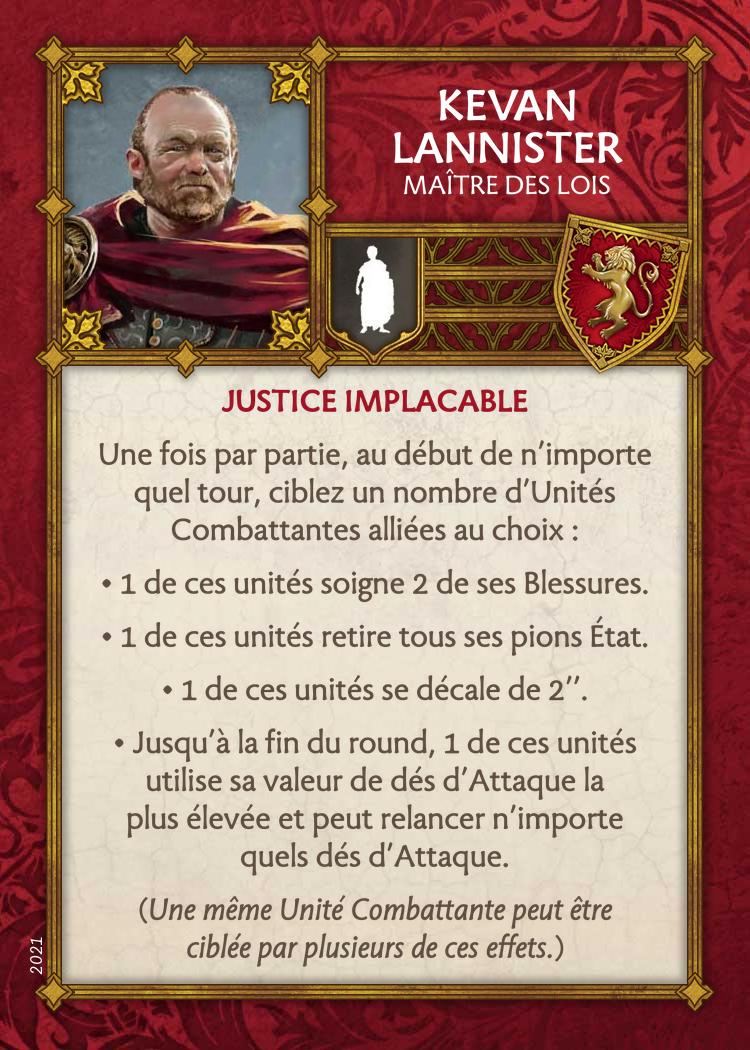 KEVAN
LANNISTER
MAÎTRE DES LOIS
JUSTICE IMPLACABLE
Une fois par partie, au début de n’importe
quel tour, ciblez un nombre d’Unités
Combattantes alliées au choix :
• 1 de ces unités soigne 2 de ses Blessures.
• 1 de ces unités retire tous ses pions État.
• 1 de ces unités se décale de 2’’.
• Jusqu’à la fin du round, 1 de ces unités
utilise sa valeur de dés d’Attaque la
plus élevée et peut relancer n’importe
quels dés d’Attaque.
(Une même Unité Combattante peut être
ciblée par plusieurs de ces effets.)
2021